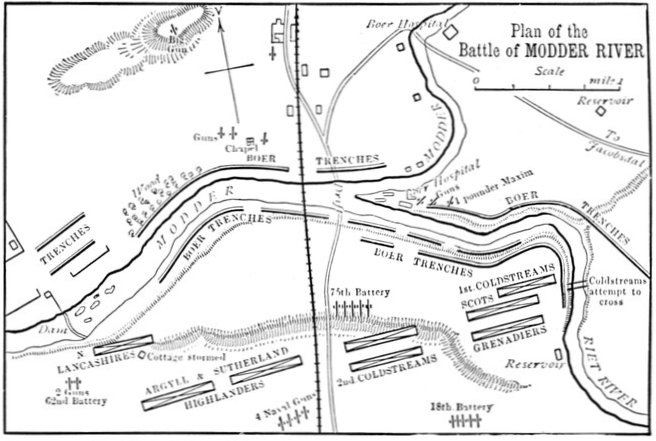 Plan of the
Battle of MODDER RIVER
Scale
0 mile 1
Boer Hospital
Big
Gun
Reservoir
To
Jacobsdal
MODDER
Guns
Chapel
BOER TRENCHES
Wood
MODDER
Hospital
Guns
1 pounder Maxim
BOER
TRENCHES
TRENCHES
BOER TRENCHES
BOER TRENCHES
Dam
1st COLDSTREAMS
Coldstreams
attempt to
cross
SCOTS
GRENADIERS
75th Battery
N
LANCASHIRES
Cottage stormed
ARGYLL & SUTHERLAND
HIGHLANDERS
2nd COLDSTREAMS
Reservoir
RIET RIVER
2 Guns
62nd Battery
4 Naval Guns
18th Battery